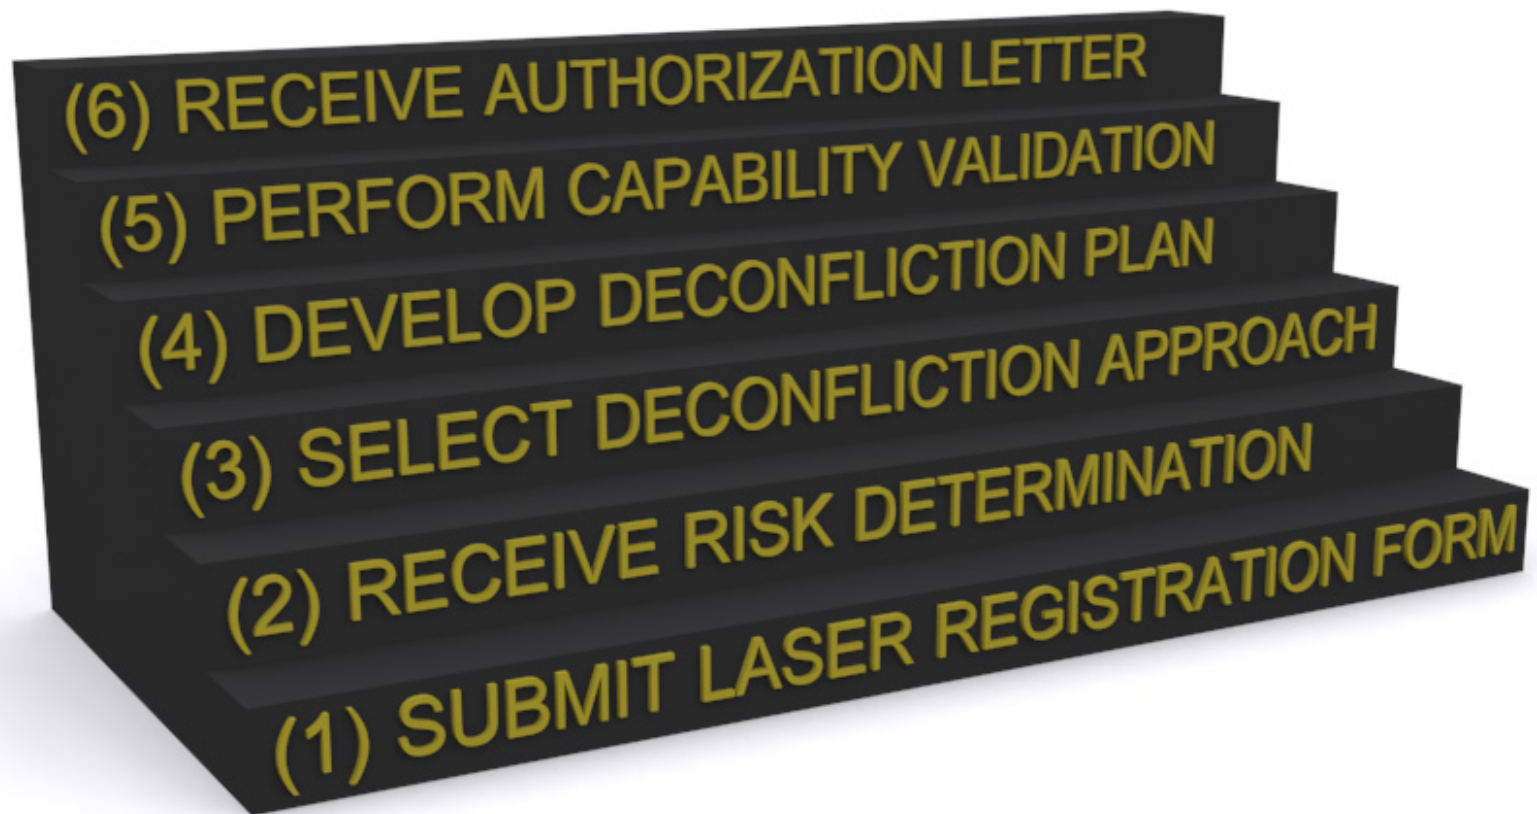 (6) RECEIVE AUTHORIZATION LETTER
(5) PERFORM CAPABILITY VALIDATION
(4) DEVELOP DECONFLICTION PLAN
(3) SELECT DECONFLICTION APPROACH
(2) RECEIVE RISK DETERMINATION
(1) SUBMIT LASER REGISTRATION FORM